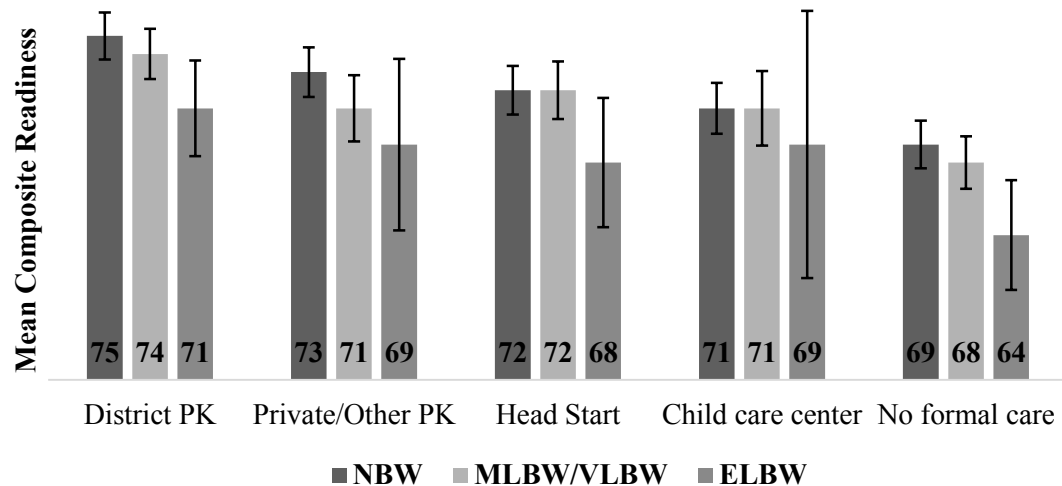 Mean Composite Readiness
75 74 71 73 71 69 72 72 68 71 71 69 69 68 64
District PK Private/Other PK Head Start Child care center No formal care
NBW MLBW/VLBW ELBW